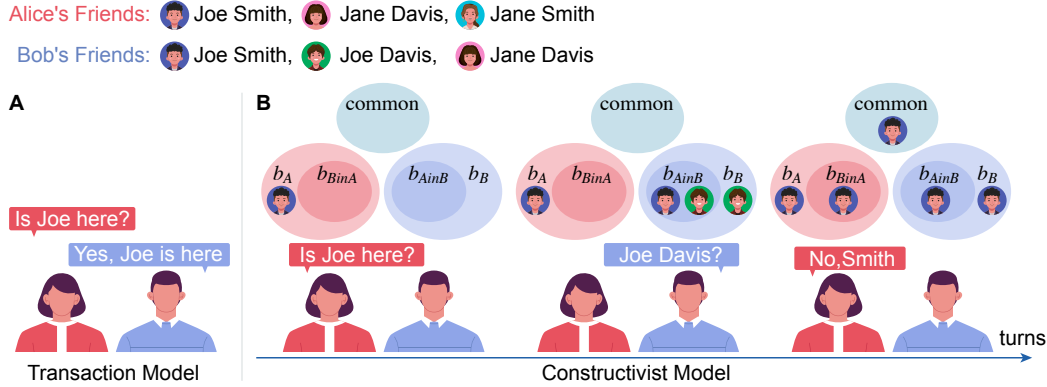 Alice's Friends: Joe Smith, Jane Davis, Jane Smith
Bob's Friends: Joe Smith, Joe Davis, Jane Davis
A
Is Joe here?
Yes, Joe is here
Transaction Model
B
common
b_A b_BinA b_AinB b_B
Is Joe here?
common
b_A b_BinA b_AinB b_B
Joe Davis?
common
b_A b_BinA b_AinB b_B
No,Smith
turns
Constructivist Model